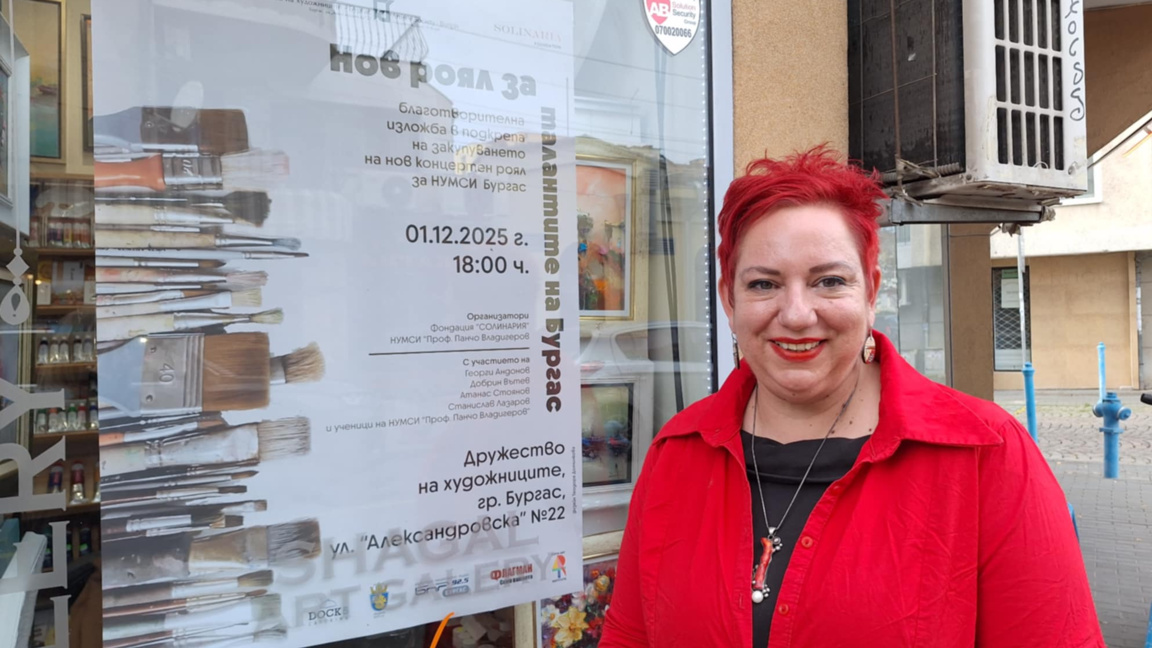 SOLINARIA
нов роял за
талантите на Бургас
благотворителна
изложба в подкрепа
на закупуването
на нов концертен роял
за НУМСИ Бургас
01.12.2025 г.
18:00 ч.
Организатори
Фондация "СОЛИНАРИЯ"
НУМСИ "Проф. Панчо Владигеров"
С участието на
Георги Андонов
Добрин Вътев
Атанас Стоянов
Станислав Лазаров
и ученици на НУМСИ "Проф. Панчо Владигеров"
Дружество
на художниците,
гр. Бургас,
ул. "Александровска" №22
SHAGAL
ART GALERY
DOCK
ФЛАГМАН
AB Solution
Security
Group
070020066
40